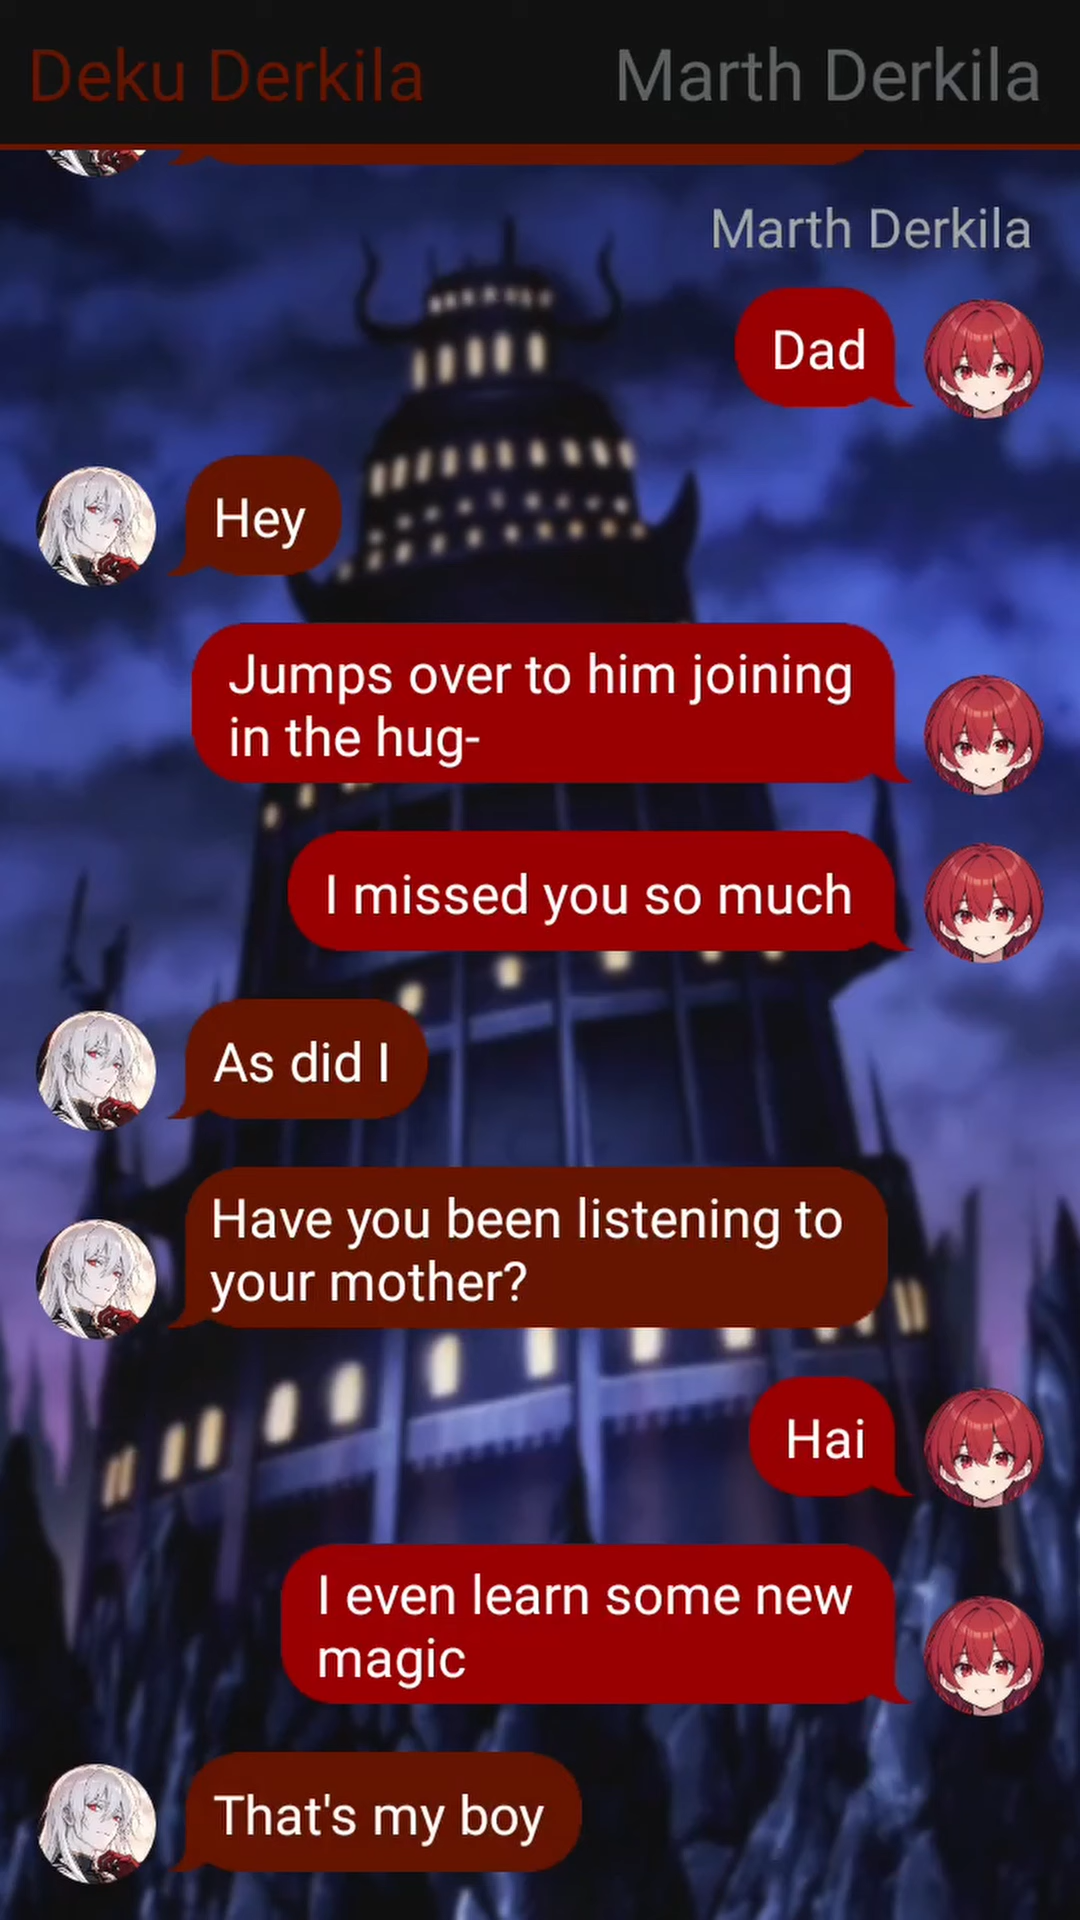 Deku Derkila
Marth Derkila
Marth Derkila
Dad
Hey
Jumps over to him joining
in the hug-
I missed you so much
As did I
Have you been listening to
your mother?
Hai
I even learn some new
magic
That's my boy